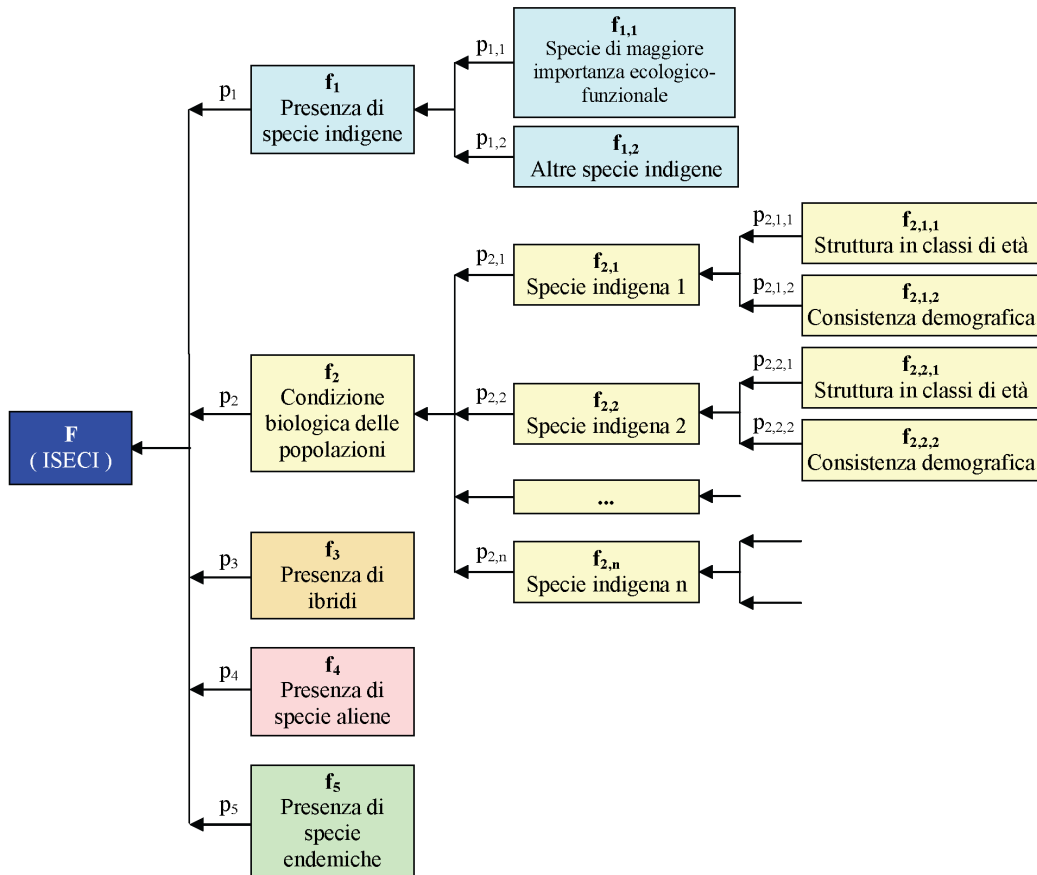 F
( ISECI )
p1
f1
Presenza di
specie indigene
p1,1
f1,1
Specie di maggiore
importanza ecologico-
funzionale
p1,2
f1,2
Altre specie indigene
p2
f2
Condizione
biologica delle
popolazioni
p2,1
f2,1
Specie indigena 1
p2,1,1
f2,1,1
Struttura in classi di età
p2,1,2
f2,1,2
Consistenza demografica
p2,2
f2,2
Specie indigena 2
p2,2,1
f2,2,1
Struttura in classi di età
p2,2,2
f2,2,2
Consistenza demografica
...
p2,n
f2,n
Specie indigena n
p3
f3
Presenza di
ibridi
p4
f4
Presenza di
specie aliene
p5
f5
Presenza di
specie
endemiche